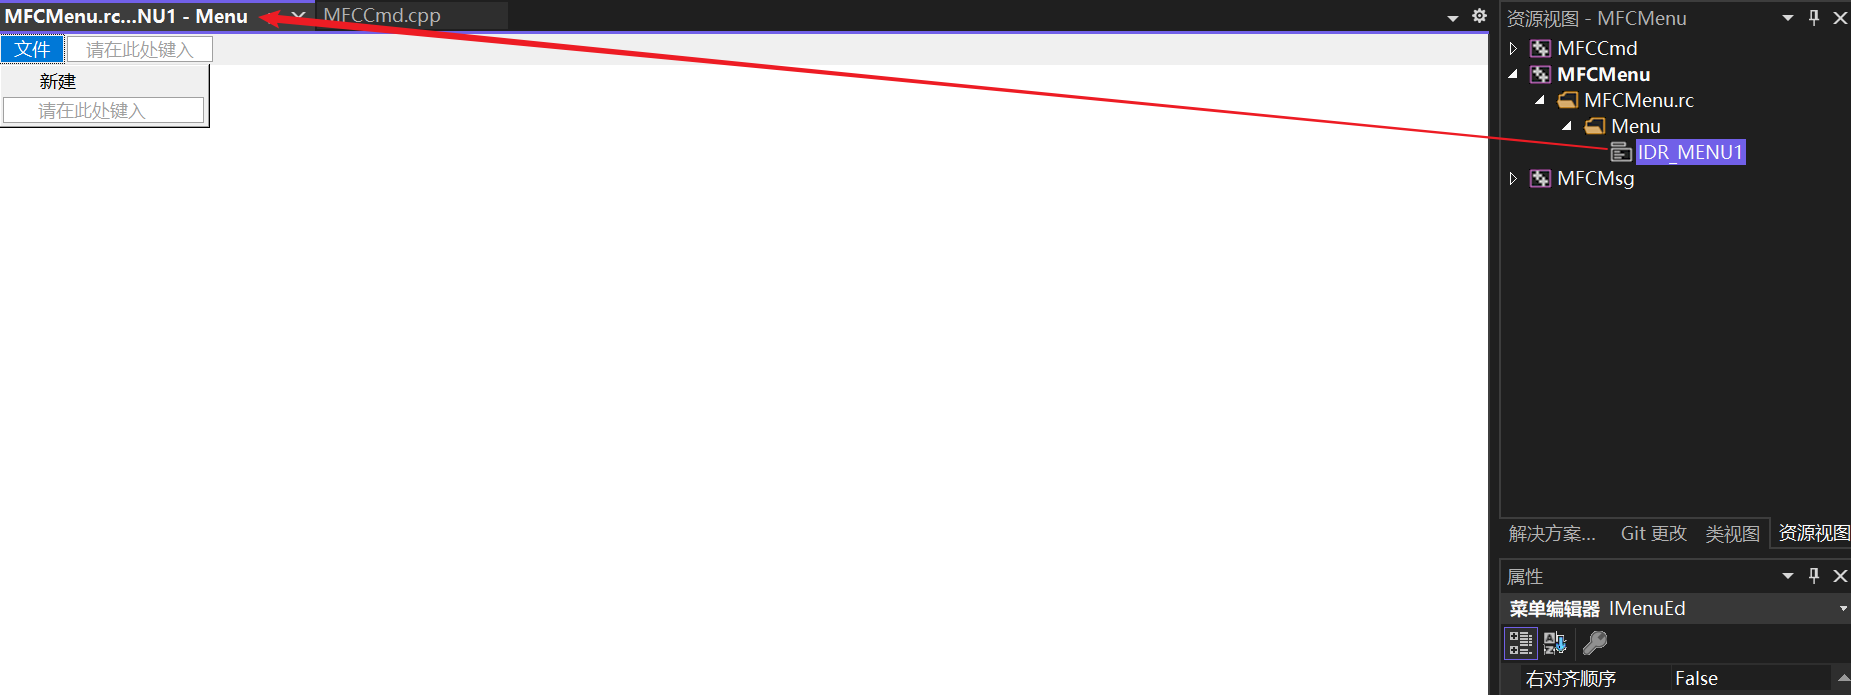 MFCMenu.rc...NU1 - Menu
MFCCmd.cpp
文件
请在此处键入
新建
请在此处键入
资源视图 - MFCMenu
MFCCmd
MFCMenu
MFCMenu.rc
Menu
IDR_MENU1
MFCMsg
解决方案...
Git 更改
类视图
资源视图
属性
菜单编辑器 IMenuEd
右对齐顺序
False